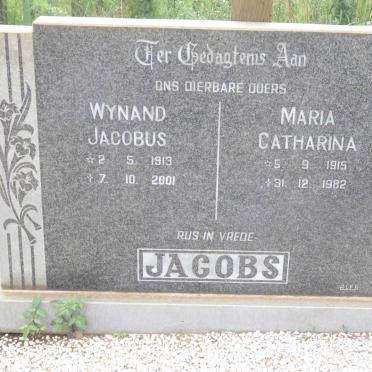 Ter Gedagtenis Aan
ONS DIERBARE OUERS
WYNAND
JACOBUS
☆ 2 5 1913
✝ 7. 10. 2001
MARIA
CATHARINA
☆ 5 9 1915
✝ 31. 12. 1982
RUS IN VREDE
JACOBS